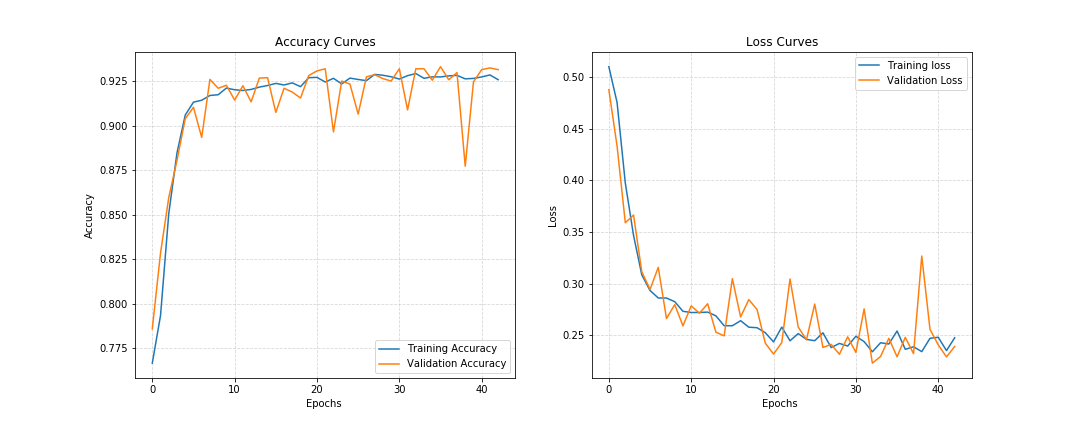 Accuracy Curves
0.925
0.900
0.875
0.850
0.825
0.800
0.775
Accuracy
0
10
20
30
40
Epochs
Training Accuracy
Validation Accuracy
Loss Curves
0.50
0.45
0.40
0.35
0.30
0.25
Loss
0
10
20
30
40
Epochs
Training loss
Validation Loss